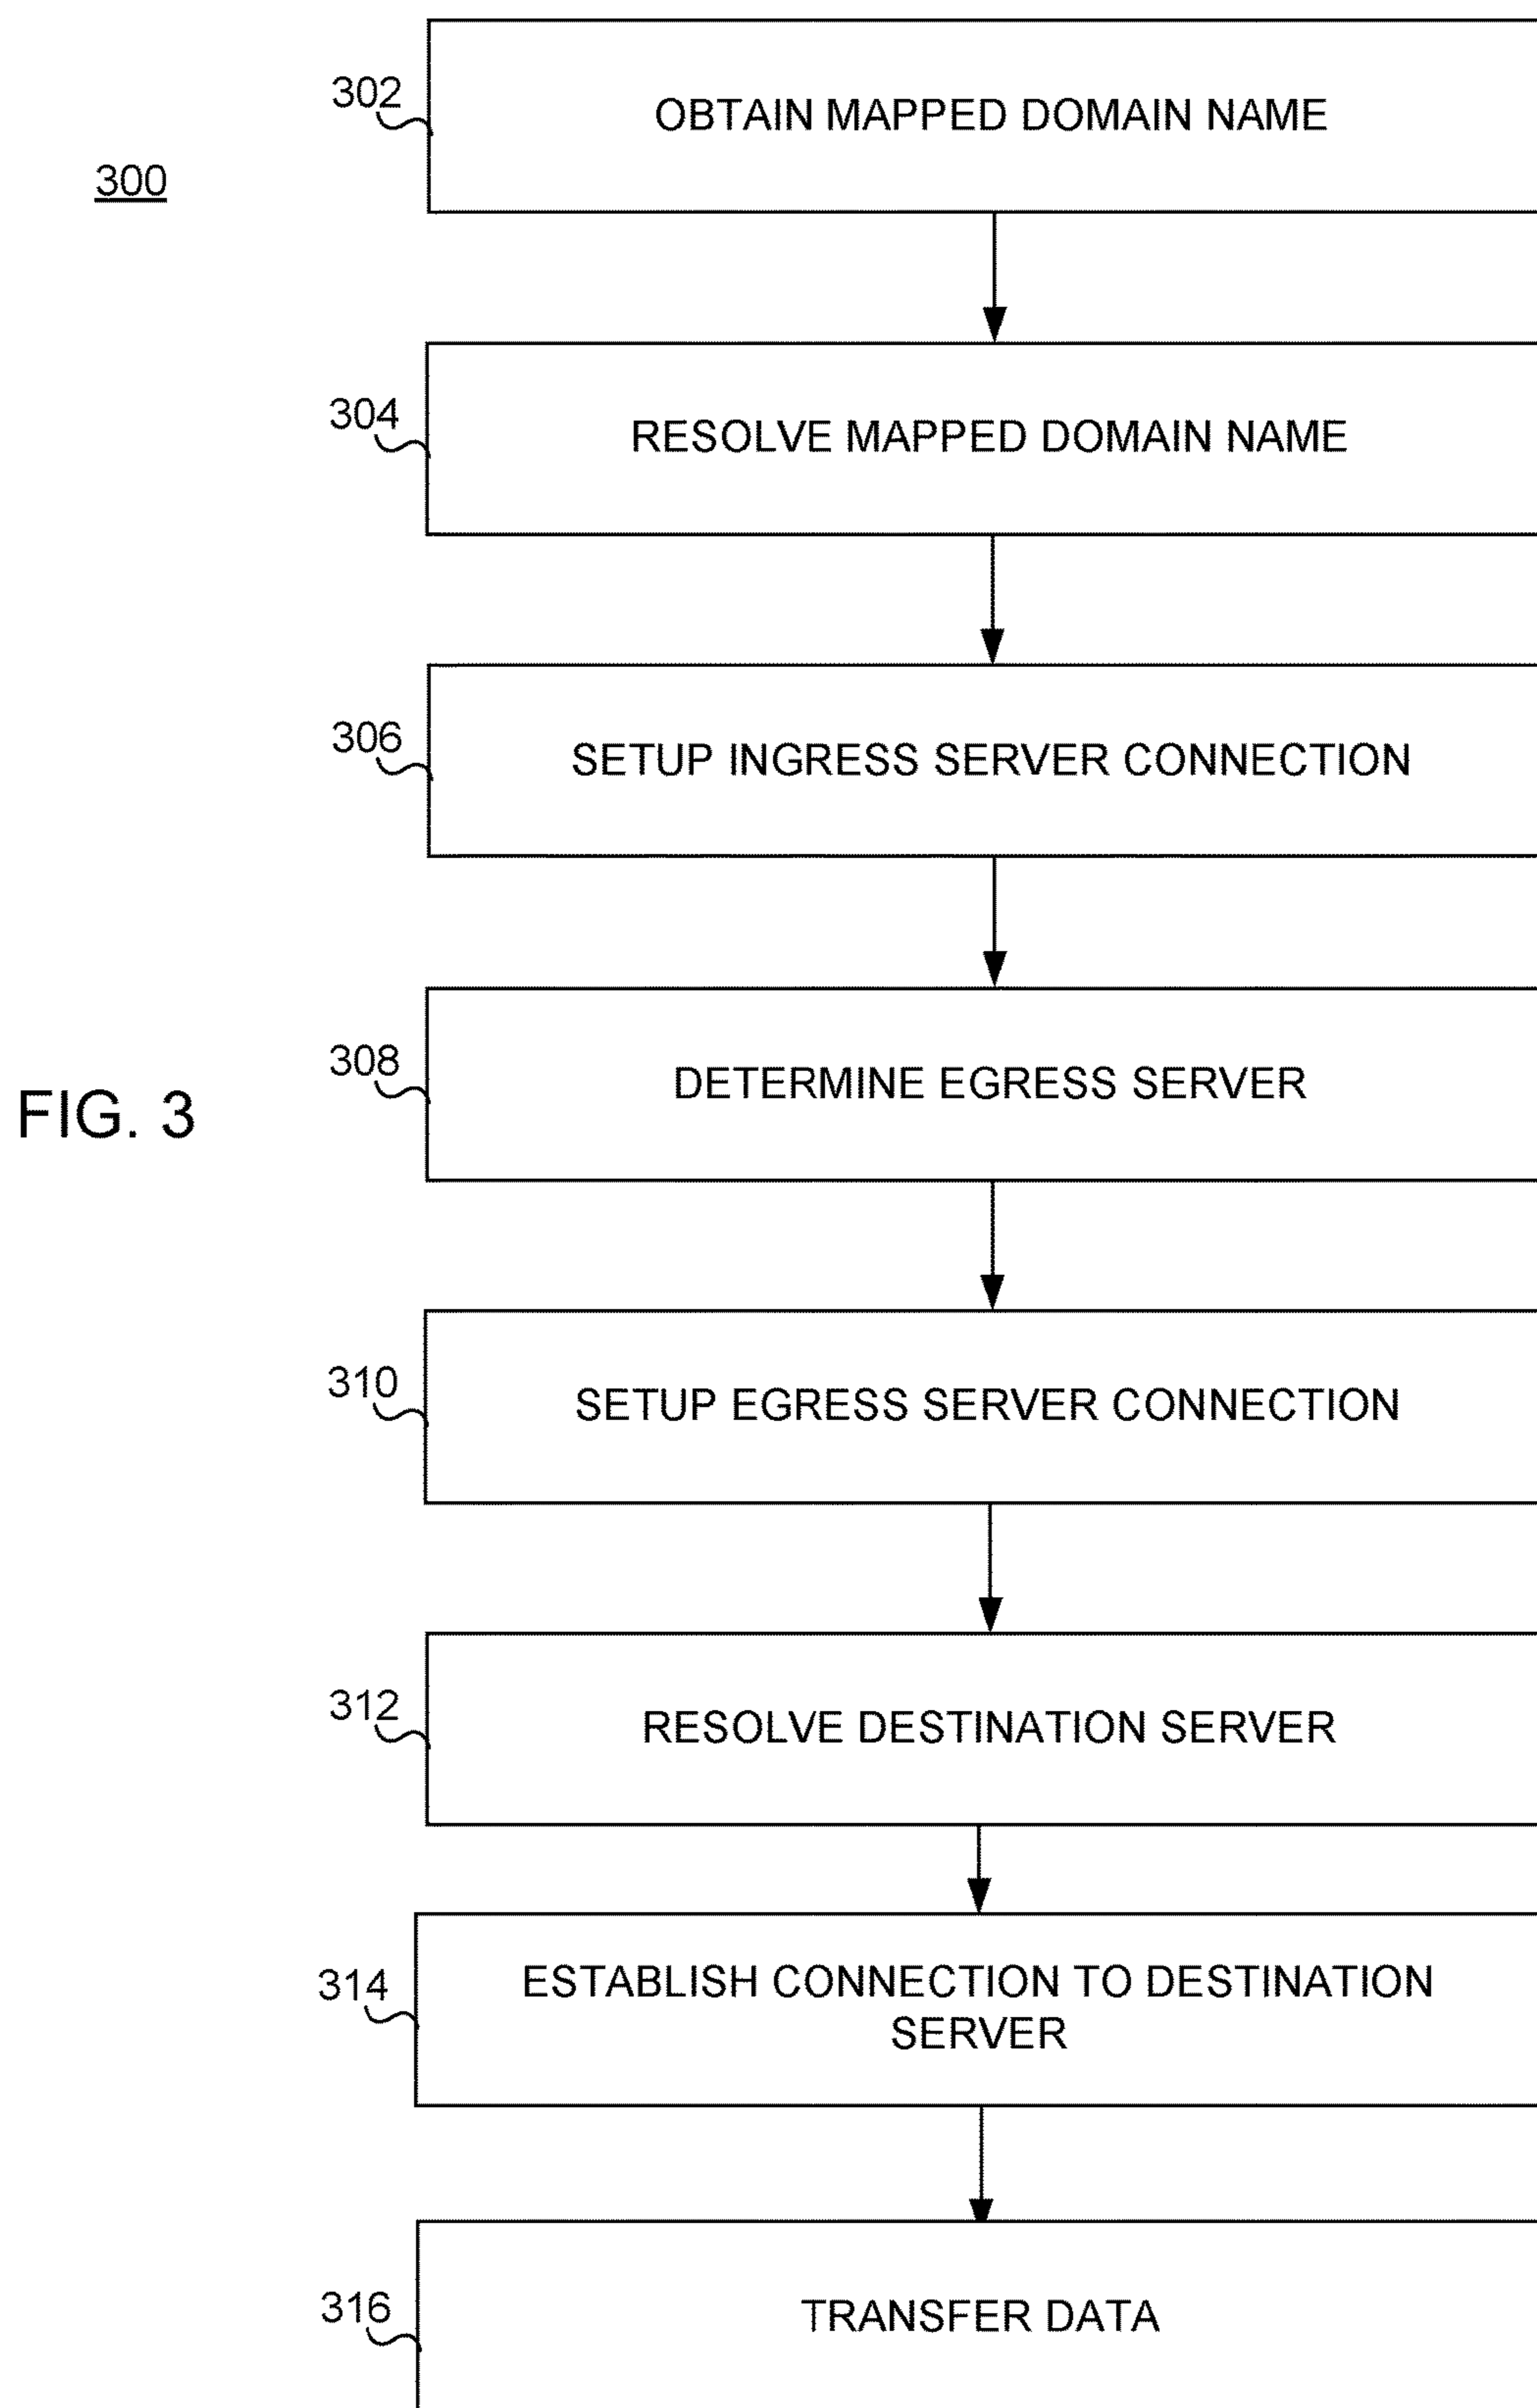 302
OBTAIN MAPPED DOMAIN NAME
300
304
RESOLVE MAPPED DOMAIN NAME
306
SETUP INGRESS SERVER CONNECTION
308
DETERMINE EGRESS SERVER
FIG. 3
310
SETUP EGRESS SERVER CONNECTION
312
RESOLVE DESTINATION SERVER
314
ESTABLISH CONNECTION TO DESTINATION
SERVER
316
TRANSFER DATA